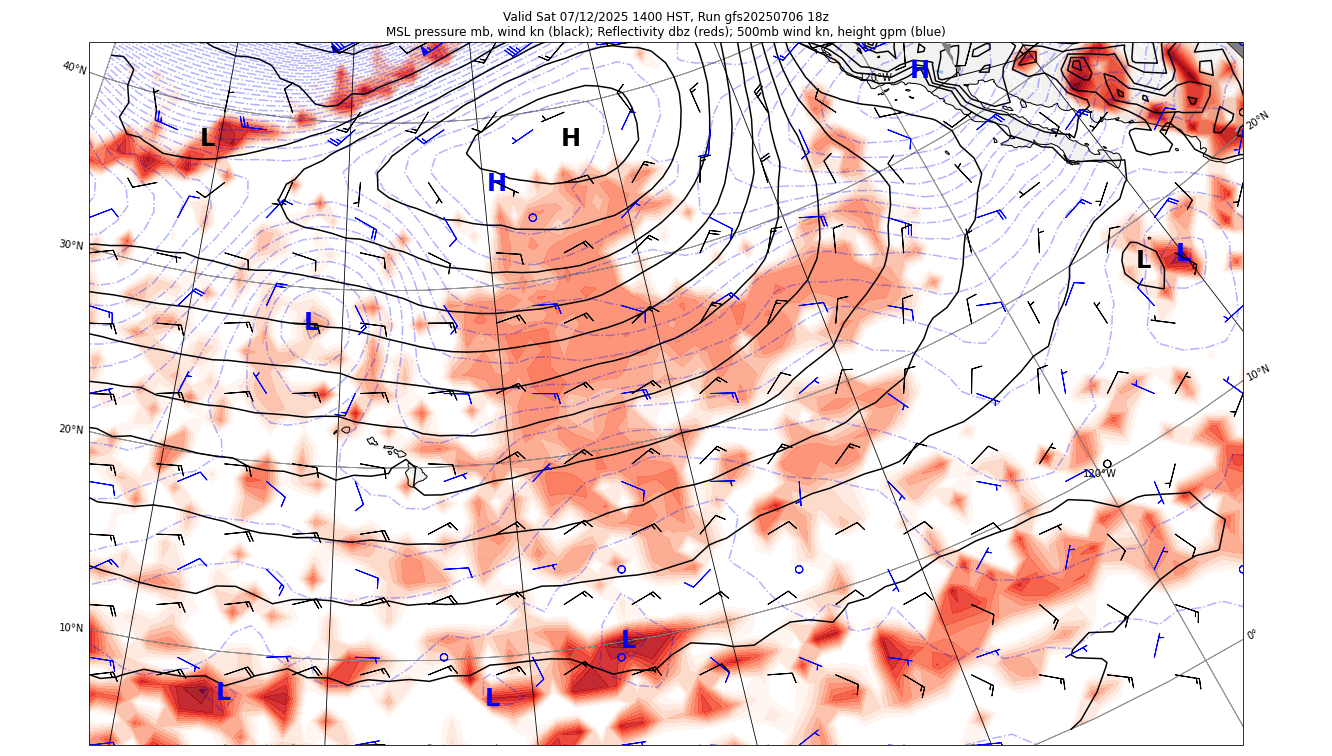 Valid Sat 07/12/2025 1400 HST, Run gfs20250706 18z
MSL pressure mb, wind kn (black); Reflectivity dbz (reds); 500mb wind kn, height gpm (blue)
40°N
120°W
H
20°N
L
H
H
30°N
L
L
L
10°N
20°N
120°W
10°N
L
0°
L
L